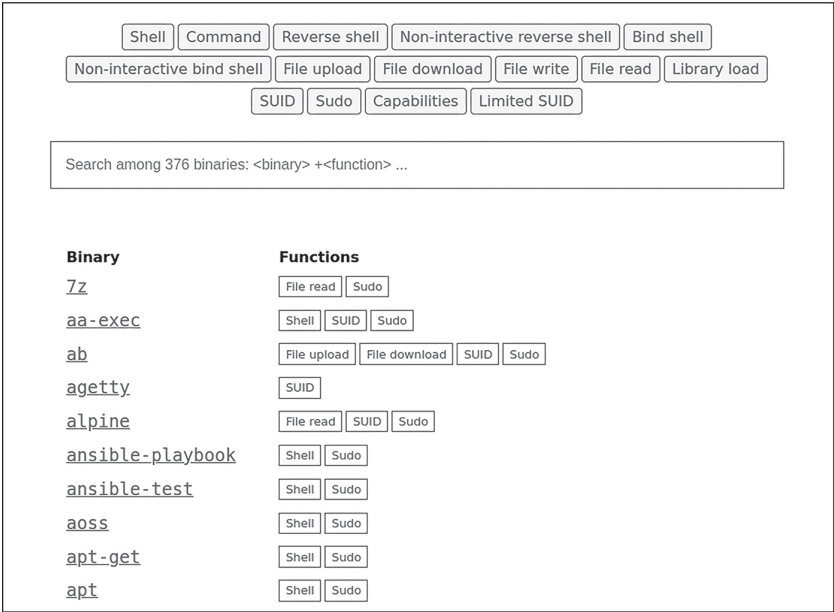 Shell Command Reverse shell Non-interactive reverse shell Bind shell
Non-interactive bind shell File upload File download File write File read Library load
SUID Sudo Capabilities Limited SUID
Search among 376 binaries: <binary> +<function> ...
Binary Functions
7z File read Sudo
aa-exec Shell SUID Sudo
ab File upload File download SUID Sudo
agetty SUID
alpine File read SUID Sudo
ansible-playbook Shell Sudo
ansible-test Shell Sudo
aoss Shell Sudo
apt-get Shell Sudo
apt Shell Sudo